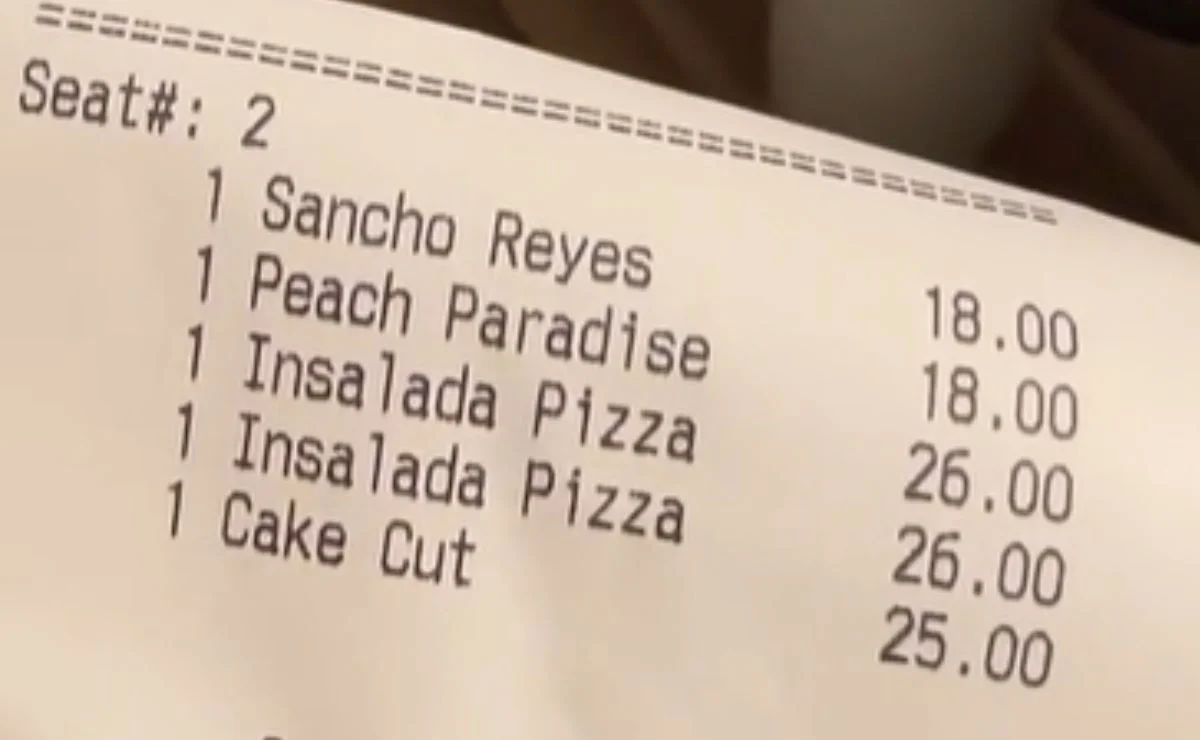 ==================================
Seat#: 2
1 Sancho Reyes 18.00
1 Peach Paradise 18.00
1 Insalada Pizza 26.00
1 Insalada Pizza 26.00
1 Cake Cut 25.00